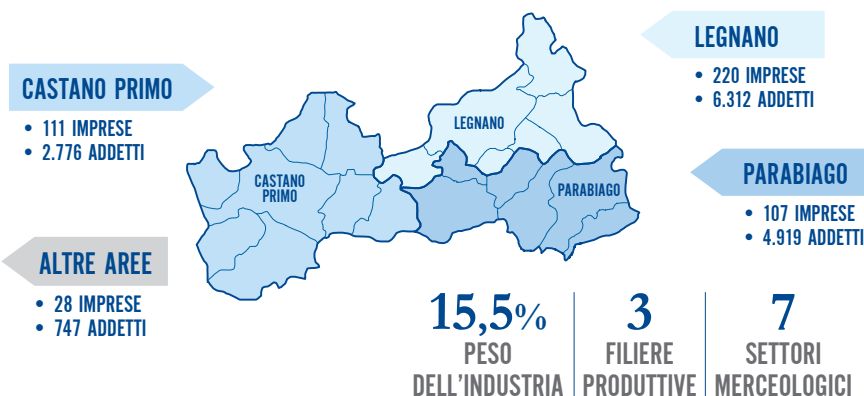 CASTANO PRIMO
• 111 IMPRESE
• 2.776 ADDETTI
LEGNANO
• 220 IMPRESE
• 6.312 ADDETTI
LEGNANO
CASTANO
PRIMO
PARABIAGO
PARABIAGO
• 107 IMPRESE
• 4.919 ADDETTI
ALTRE AREE
• 28 IMPRESE
• 747 ADDETTI
15,5%
PESO
DELL'INDUSTRIA
3
FILIERE
PRODUTTIVE
7
SETTORI
MERCEOLOGICI